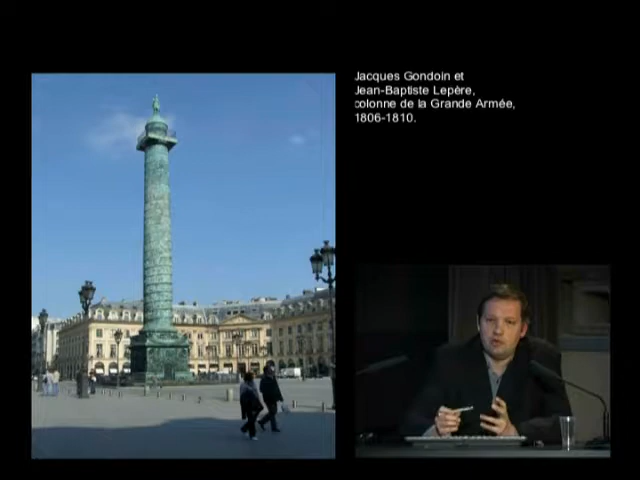 Jacques Gondoin et
Jean-Baptiste Lepère,
colonne de la Grande Armée,
1806-1810.